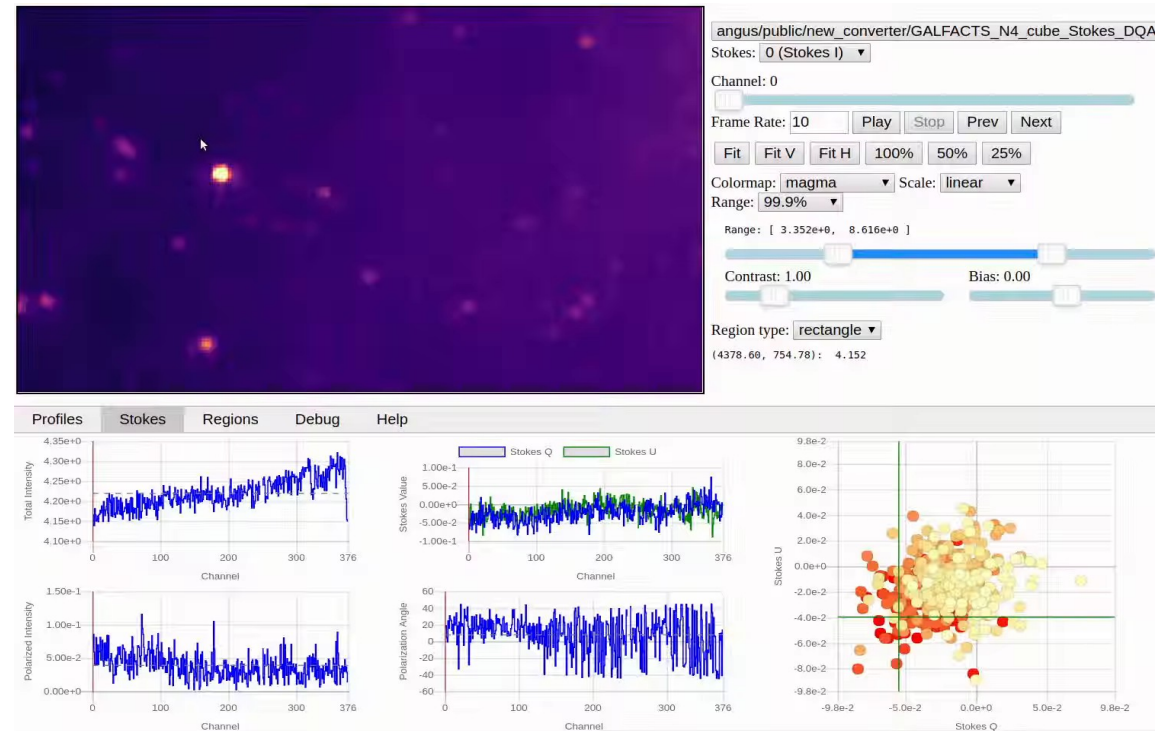 angus/public/new_converter/GALFACTS_N4_cube_Stokes_DQA
Stokes: 0 (Stokes I)
Channel: 0
Frame Rate: 10 Play Stop Prev Next
Fit Fit V Fit H 100% 50% 25%
Colormap: magma Scale: linear
Range: 99.9%
Range: [ 3.352e+0, 8.616e+0 ]
Contrast: 1.00 Bias: 0.00
Region type: rectangle
(4378.60, 754.78): 4.152
Profiles Stokes Regions Debug Help
Total Intensity
4.35e+0
4.30e+0
4.25e+0
4.20e+0
4.15e+0
4.10e+0
0 100 200 300 376
Channel
Stokes Q Stokes U
Stokes Value
1.00e-1
5.00e-2
0.00e+0
-5.00e-2
-1.00e-1
0 100 200 300 376
Channel
Polarized Intensity
1.50e-1
1.00e-1
5.00e-2
0.00e+0
0 100 200 300 376
Channel
Polarization Angle
60
40
20
0
-20
-40
-60
0 100 200 300 376
Channel
Stokes U
9.8e-2
8.0e-2
6.0e-2
4.0e-2
2.0e-2
0.0e+0
-2.0e-2
-4.0e-2
-6.0e-2
-8.0e-2
-9.8e-2
-9.8e-2 -5.0e-2 0.00e+0 5.0e-2 9.8e-2
Stokes Q